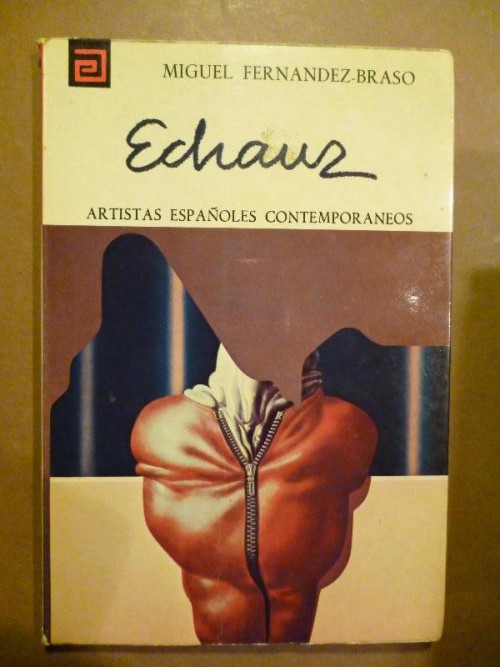 MIGUEL FERNANDEZ-BRASO
Echauz
ARTISTAS ESPAÑOLES CONTEMPORANEOS